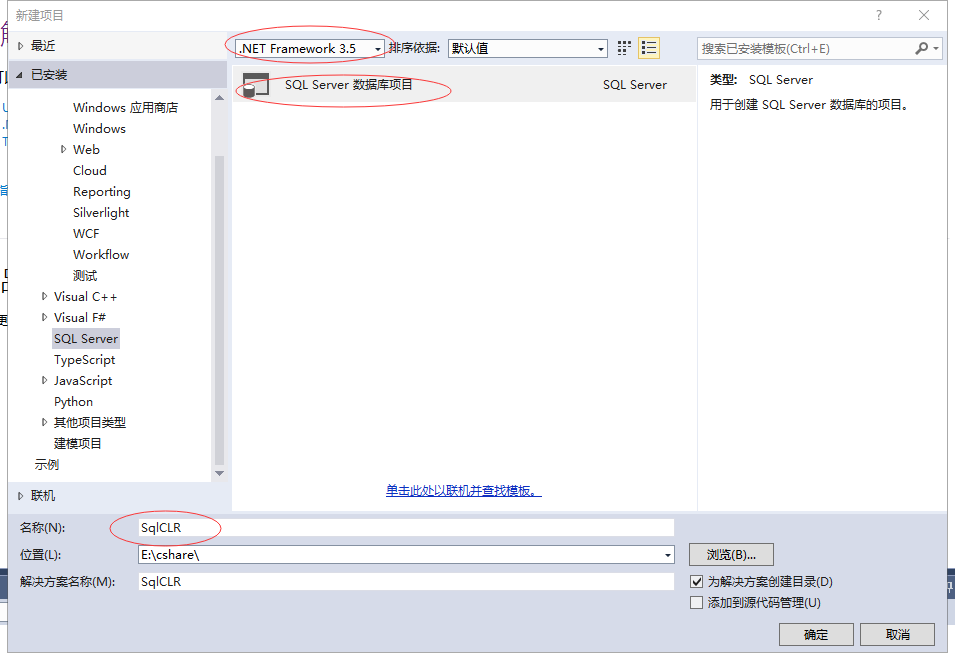 新建项目 ?
最近 .NET Framework 3.5 排序依据: 默认值 搜索已安装模板(Ctrl+E)
已安装
Windows 应用商店
Windows
Web
Cloud
Reporting
Silverlight
WCF
Workflow
测试
Visual C++
Visual F#
SQL Server
TypeScript
JavaScript
Python
其他项目类型
建模项目
示例
联机
SQL Server 数据库项目 SQL Server
单击此处以联机并查找模板。
类型: SQL Server
用于创建 SQL Server 数据库的项目。
名称(N): SqlCLR
位置(L): E:\cshare\ 浏览(B)...
解决方案名称(M): SqlCLR 为解决方案创建目录(D)
添加到源代码管理(U)
确定 取消